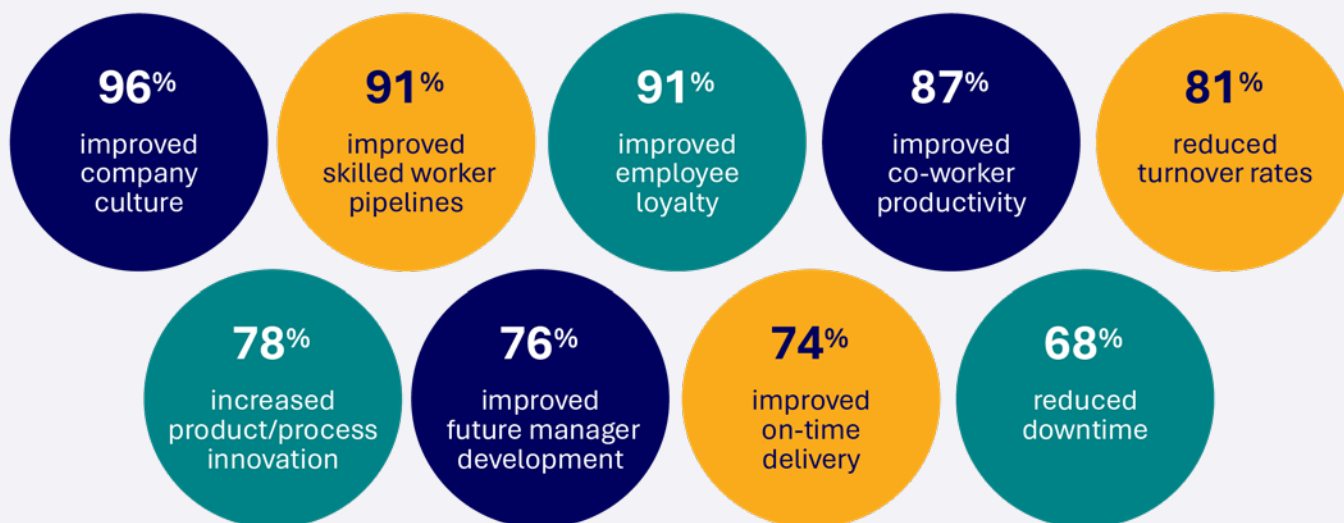 96%
improved
company
culture
91%
improved
skilled worker
pipelines
91%
improved
employee
loyalty
87%
improved
co-worker
productivity
81%
reduced
turnover rates
78%
increased
product/process
innovation
76%
improved
future manager
development
74%
improved
on-time
delivery
68%
reduced
downtime